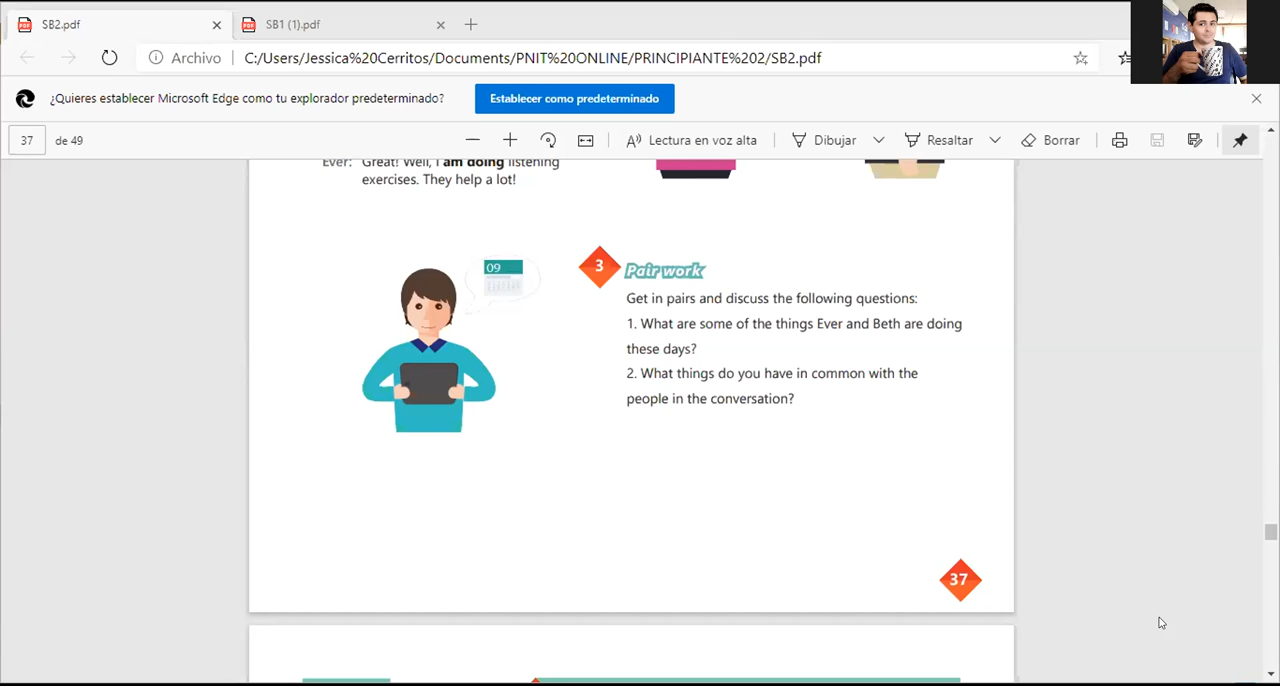 SB2.pdf
SB1 (1).pdf
Archivo
C:/Users/Jessica%20Cerritos/Documents/PNIT%20ONLINE/PRINCIPIANTE%202/SB2.pdf
¿Quieres establecer Microsoft Edge como tu explorador predeterminado?
Establecer como predeterminado
37 de 49
Lectura en voz alta
Dibujar
Resaltar
Borrar
Ever: Great! Well, I am doing listening
exercises. They help a lot!
09
3
Pair work
Get in pairs and discuss the following questions:
1. What are some of the things Ever and Beth are doing
these days?
2. What things do you have in common with the
people in the conversation?
37